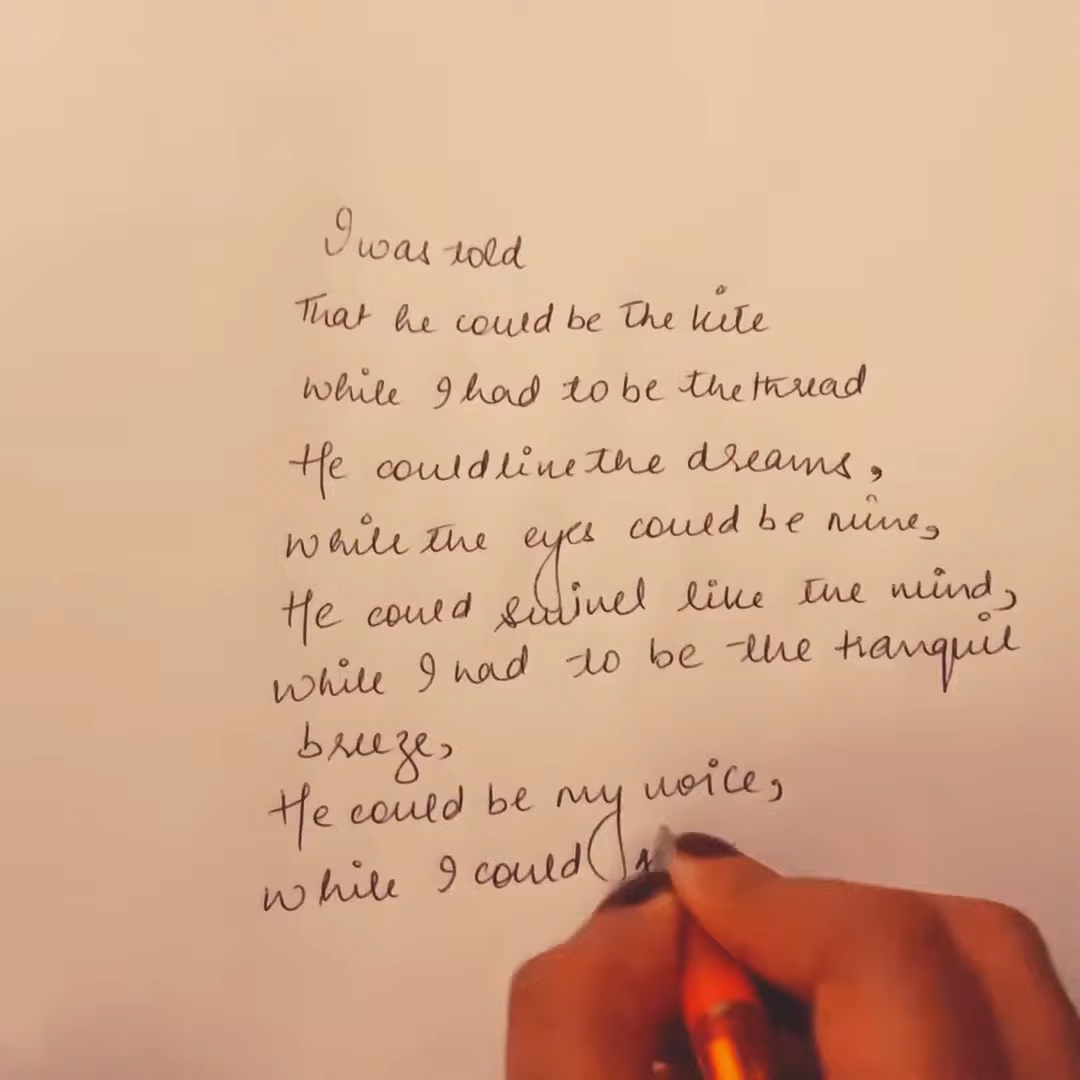 I was told
That he could be the kite
while I had to be the thread
He could live the dreams,
while the eyes could be mine,
He could swivel like the wind,
while I had to be the tranquil
breeze,
He could be my voice,
while I could